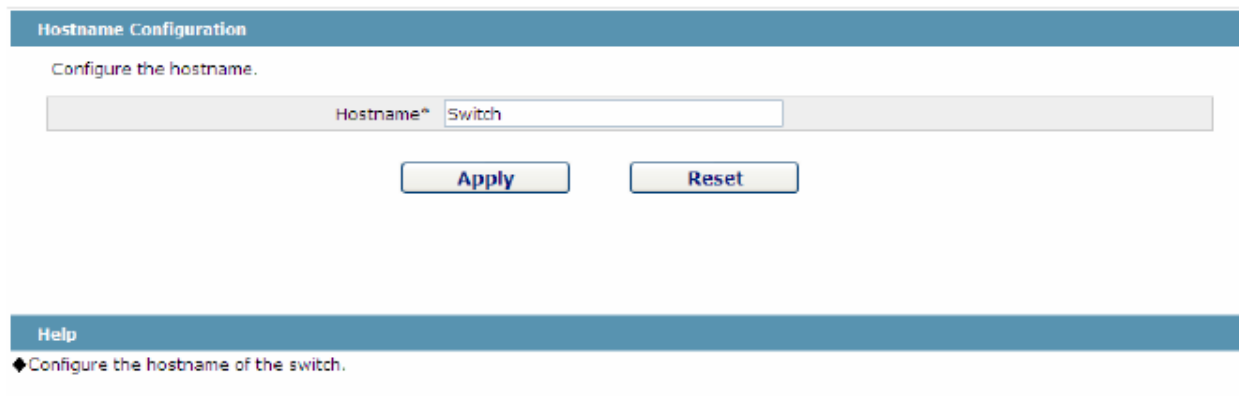 Hostname Configuration
Configure the hostname.
Hostname* Switch
Apply Reset
Help
◆Configure the hostname of the switch.